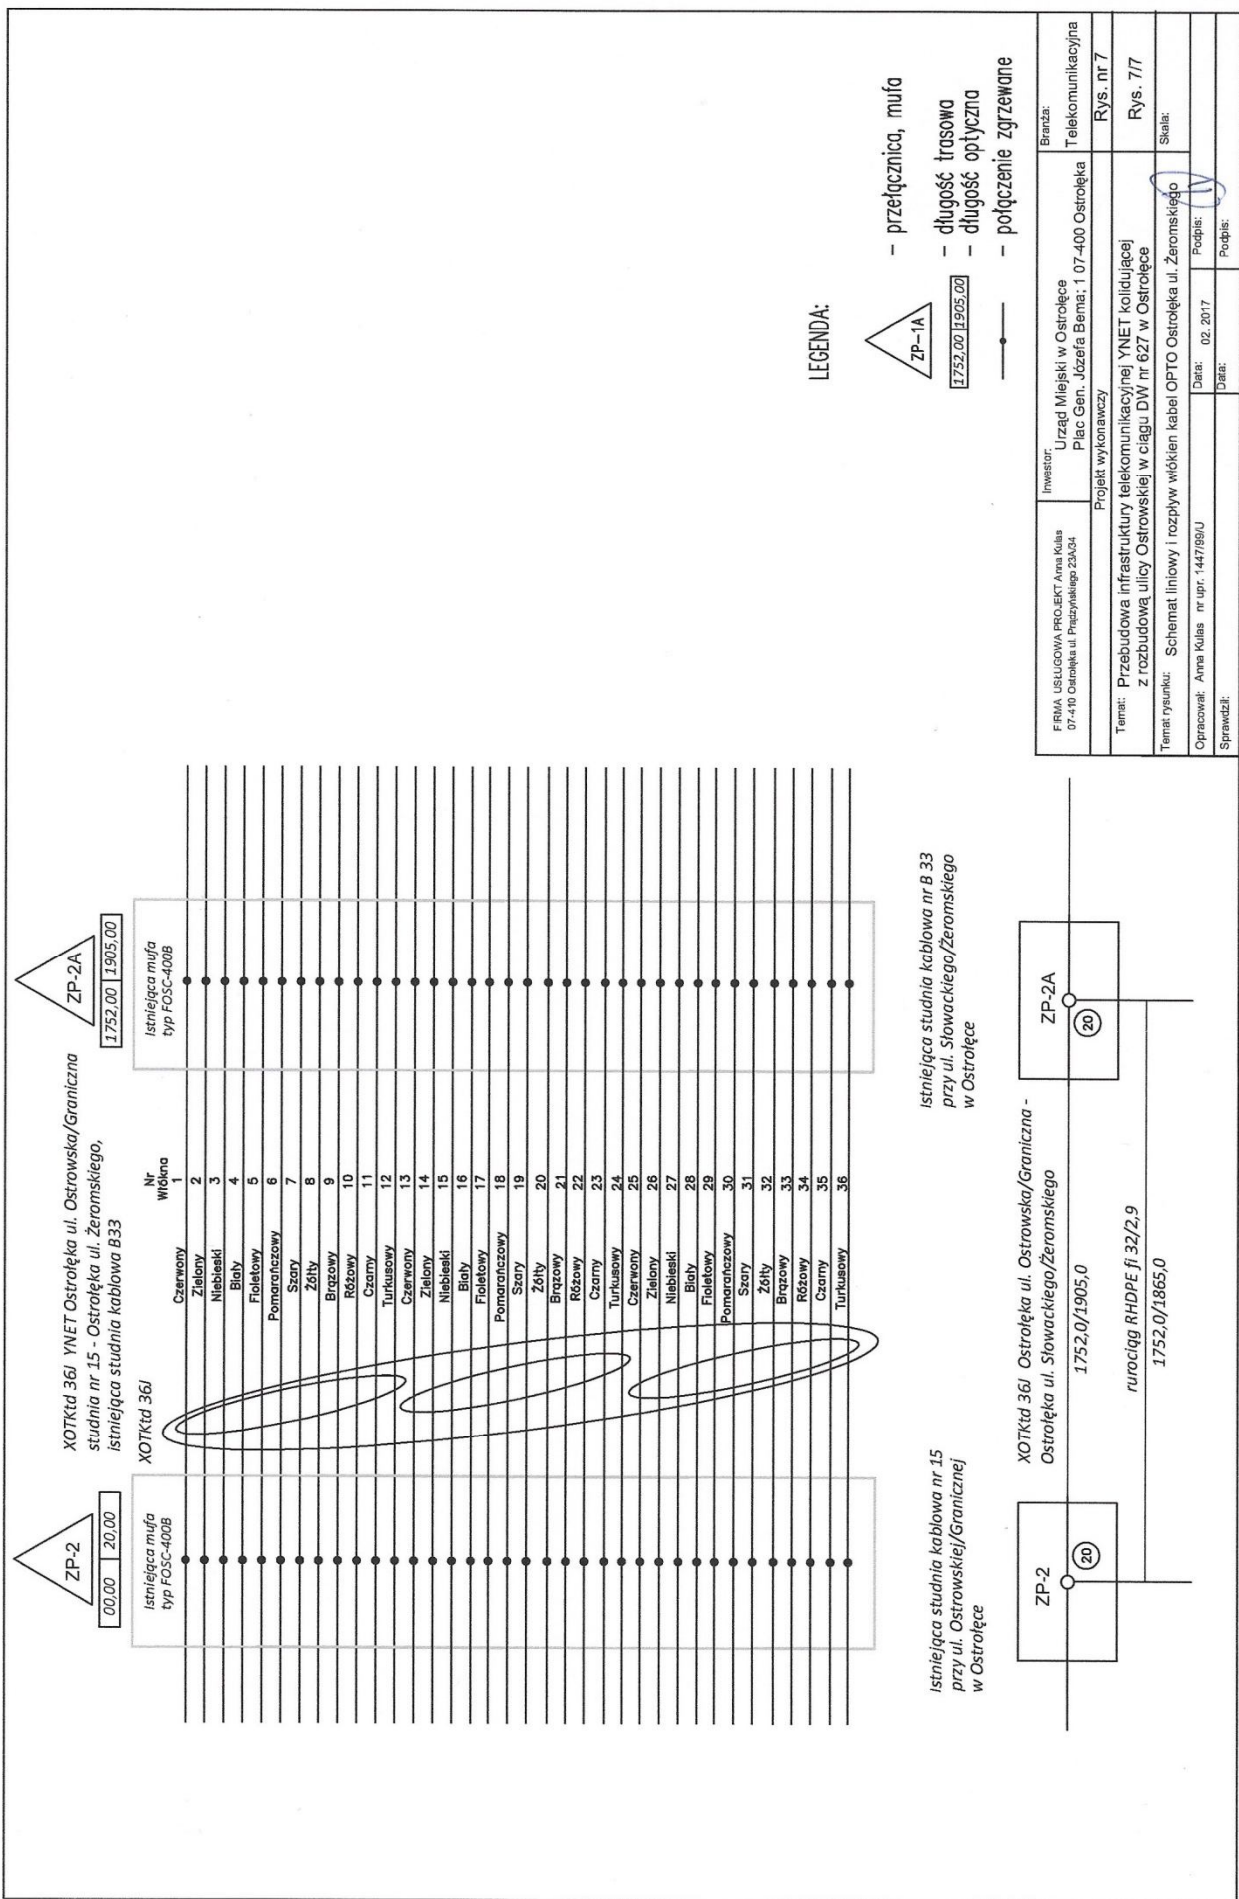 ZP-2
00,00 20,00
XOTKtd 36J YNET Ostrołęka ul. Ostrowska/Graniczna
studnia nr 15 - Ostrołęka ul. Żeromskiego,
istniejąca studnia kablowa B33
ZP-2A
1752,00 1905,00
Istniejąca mufa
typ FOSC-400B
XOTKtd 36J
Istniejąca mufa
typ FOSC-400B
Nr
Włókna
Czerwony 1
Zielony 2
Niebieski 3
Biały 4
Fioletowy 5
Pomarańczowy 6
Szary 7
Żółty 8
Brązowy 9
Różowy 10
Czarny 11
Turkusowy 12
Czerwony 13
Zielony 14
Niebieski 15
Biały 16
Fioletowy 17
Pomarańczowy 18
Szary 19
Żółty 20
Brązowy 21
Różowy 22
Czarny 23
Turkusowy 24
Czerwony 25
Zielony 26
Niebieski 27
Biały 28
Fioletowy 29
Pomarańczowy 30
Szary 31
Żółty 32
Brązowy 33
Różowy 34
Czarny 35
Turkusowy 36
Istniejąca studnia kablowa nr 15
przy ul. Ostrowskiej/Granicznej
w Ostrołęce
Istniejąca studnia kablowa nr B 33
przy ul. Słowackiego/Żeromskiego
w Ostrołęce
ZP-2
20
XOTKtd 36J Ostrołęka ul. Ostrowska/Graniczna -
Ostrołęka ul. Słowackiego/Żeromskiego
1752,0/1905,0
ZP-2A
20
rurociąg RHDPE fi 32/2,9
1752,0/1865,0
LEGENDA:
ZP-1A
- przełącznica, mufa
1752,00 1905,00
- długość trasowa
- długość optyczna
- połączenie zgrzewane
FIRMA USŁUGOWA PROJEKT Anna Kulas
07-410 Ostrołęka ul. Prądzyńskiego 23A/34
Inwestor:
Urząd Miejski w Ostrołęce
Plac Gen. Józefa Bema; 1 07-400 Ostrołęka
Branża:
Telekomunikacyjna
Projekt wykonawczy
Rys. nr 7
Temat: Przebudowa infrastruktury telekomunikacyjnej YNET kolidującej
z rozbudową ulicy Ostrowskiej w ciągu DW nr 627 w Ostrołęce
Rys. 7/7
Temat rysunku: Schemat liniowy i rozpływ włókien kabel OPTO Ostrołęka ul. Żeromskiego
Skala:
Opracował: Anna Kulas nr upr. 1447/99/U
Data: 02. 2017
Podpis:
Sprawdził:
Data:
Podpis: